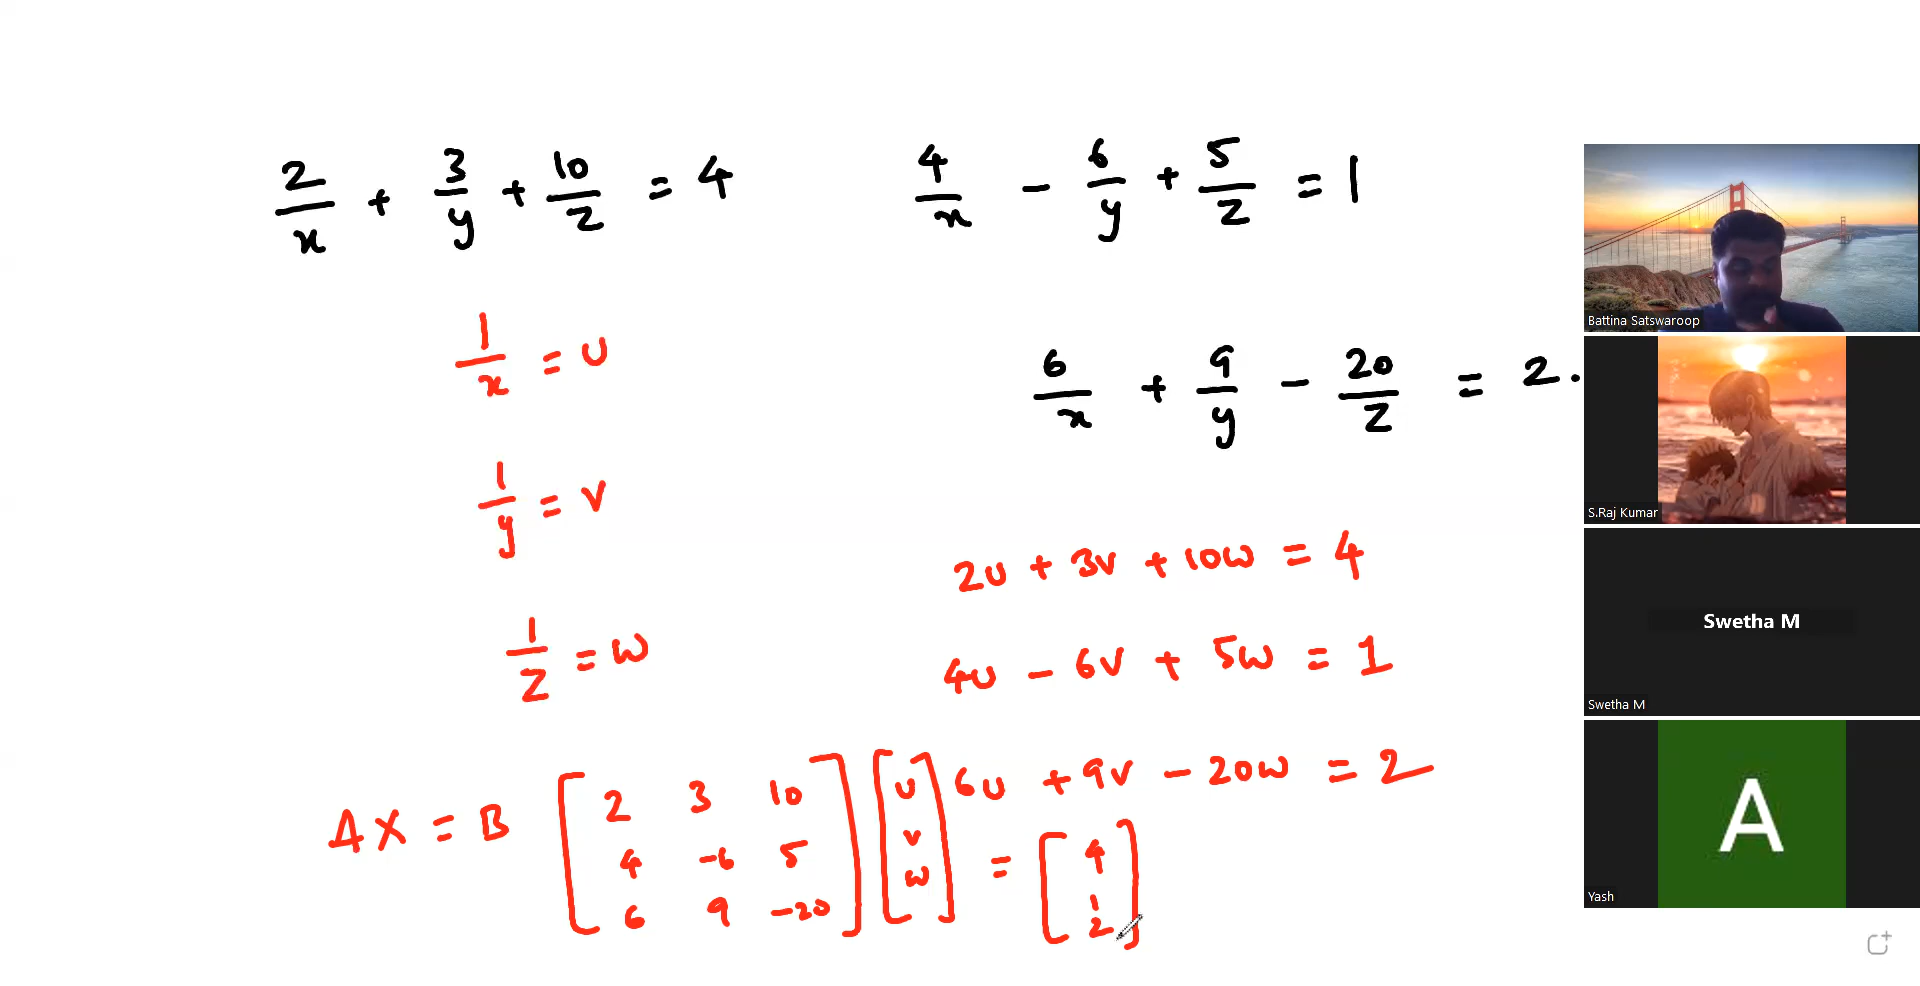 2/x + 3/y + 10/z = 4
4/x - 6/y + 5/z = 1
1/x = u
6/x + 9/y - 20/z = 2.
1/y = v
2u + 3v + 10w = 4
1/z = w
4u - 6v + 5w = 1
6u + 9v - 20w = 2
AX = B [2 3 10; 4 -6 5; 6 9 -20] [u; v; w] = [4; 1; 2]
Battina Satswaroop
S.Raj Kumar
Swetha M
Swetha M
A
Yash